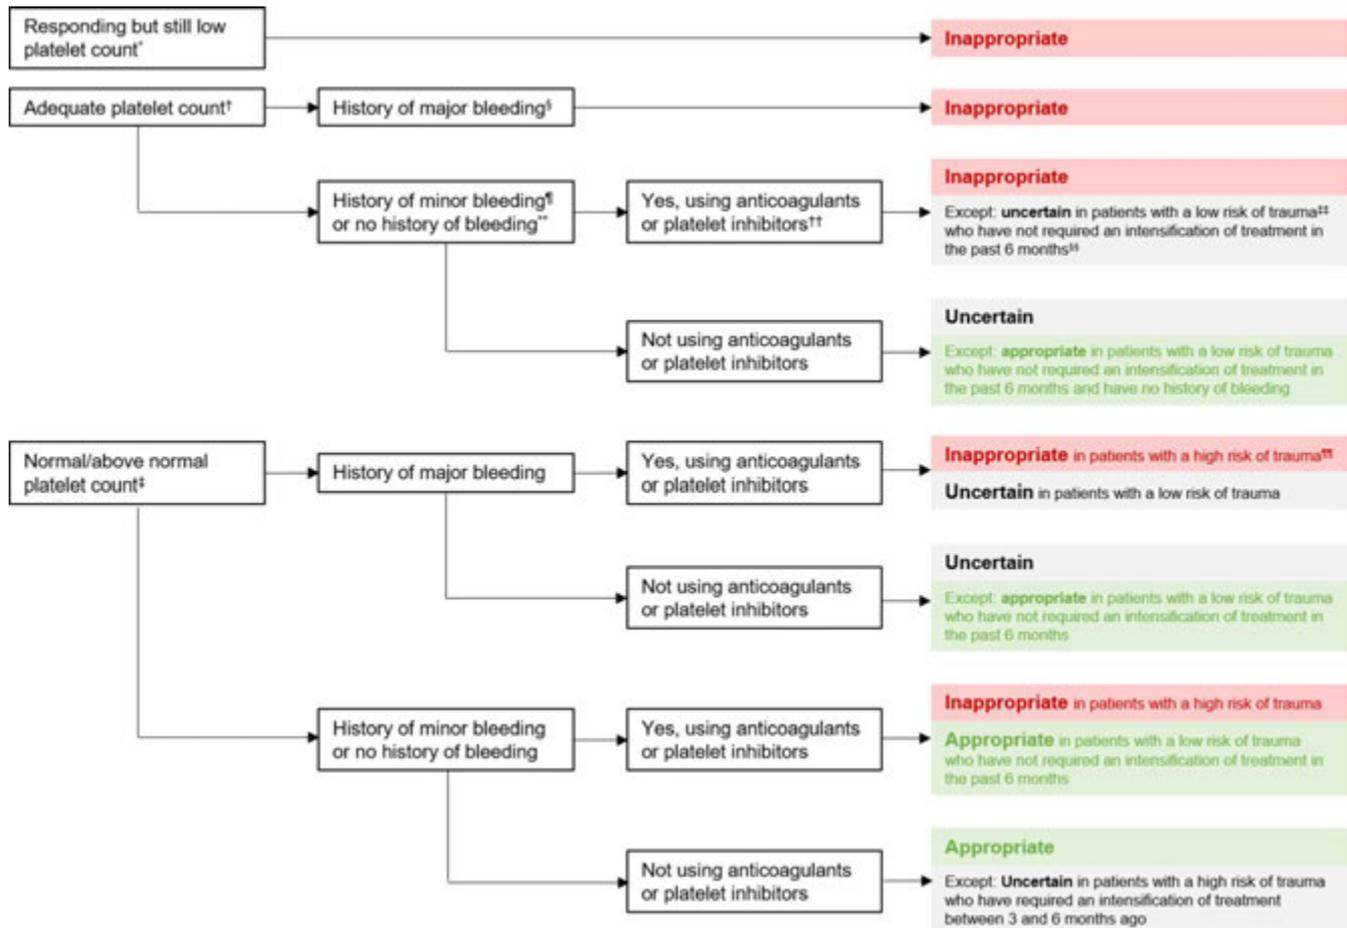 Responding but still low
platelet count*
Inappropriate
Adequate platelet count†
History of major bleeding§
Inappropriate
History of minor bleeding¶
or no history of bleeding**
Yes, using anticoagulants
or platelet inhibitors††
Inappropriate
Except: uncertain in patients with a low risk of trauma‡‡
who have not required an intensification of treatment in
the past 6 months§§
Not using anticoagulants
or platelet inhibitors
Uncertain
Except: appropriate in patients with a low risk of trauma
who have not required an intensification of treatment in
the past 6 months and have no history of bleeding
Normal/above normal
platelet count‡
History of major bleeding
Yes, using anticoagulants
or platelet inhibitors
Inappropriate in patients with a high risk of trauma¶¶
Uncertain in patients with a low risk of trauma
Not using anticoagulants
or platelet inhibitors
Uncertain
Except: appropriate in patients with a low risk of trauma
who have not required an intensification of treatment in
the past 6 months
History of minor bleeding
or no history of bleeding
Yes, using anticoagulants
or platelet inhibitors
Inappropriate in patients with a high risk of trauma
Appropriate in patients with a low risk of trauma
who have not required an intensification of treatment in
the past 6 months
Not using anticoagulants
or platelet inhibitors
Appropriate
Except: Uncertain in patients with a high risk of trauma
who have required an intensification of treatment
between 3 and 6 months ago